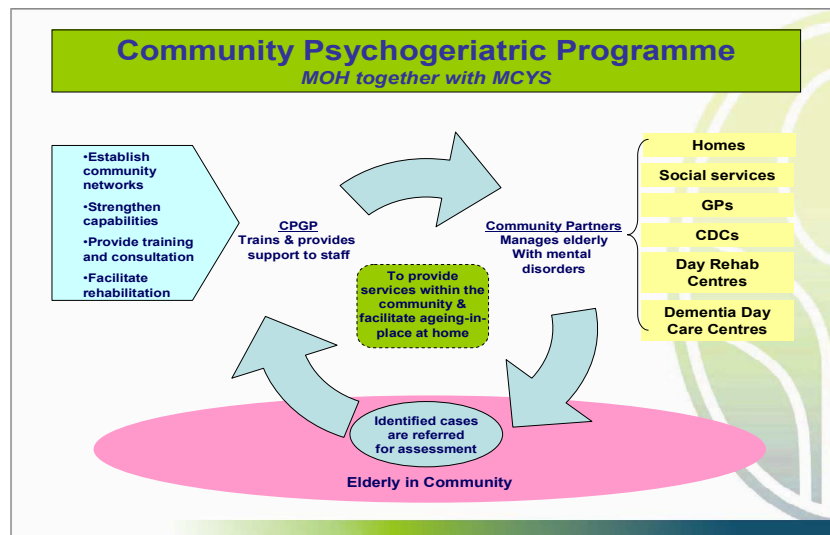 Community Psychogeriatric Programme
MOH together with MCYS
•Establish
community
networks
•Strengthen
capabilities
•Provide training
and consultation
•Facilitate
rehabilitation
CPGP
Trains & provides
support to staff
To provide
services within the
community &
facilitate ageing-in-
place at home
Community Partners
Manages elderly
With mental
disorders
Homes
Social services
GPs
CDCs
Day Rehab
Centres
Dementia Day
Care Centres
Identified cases
are referred
for assessment
Elderly in Community